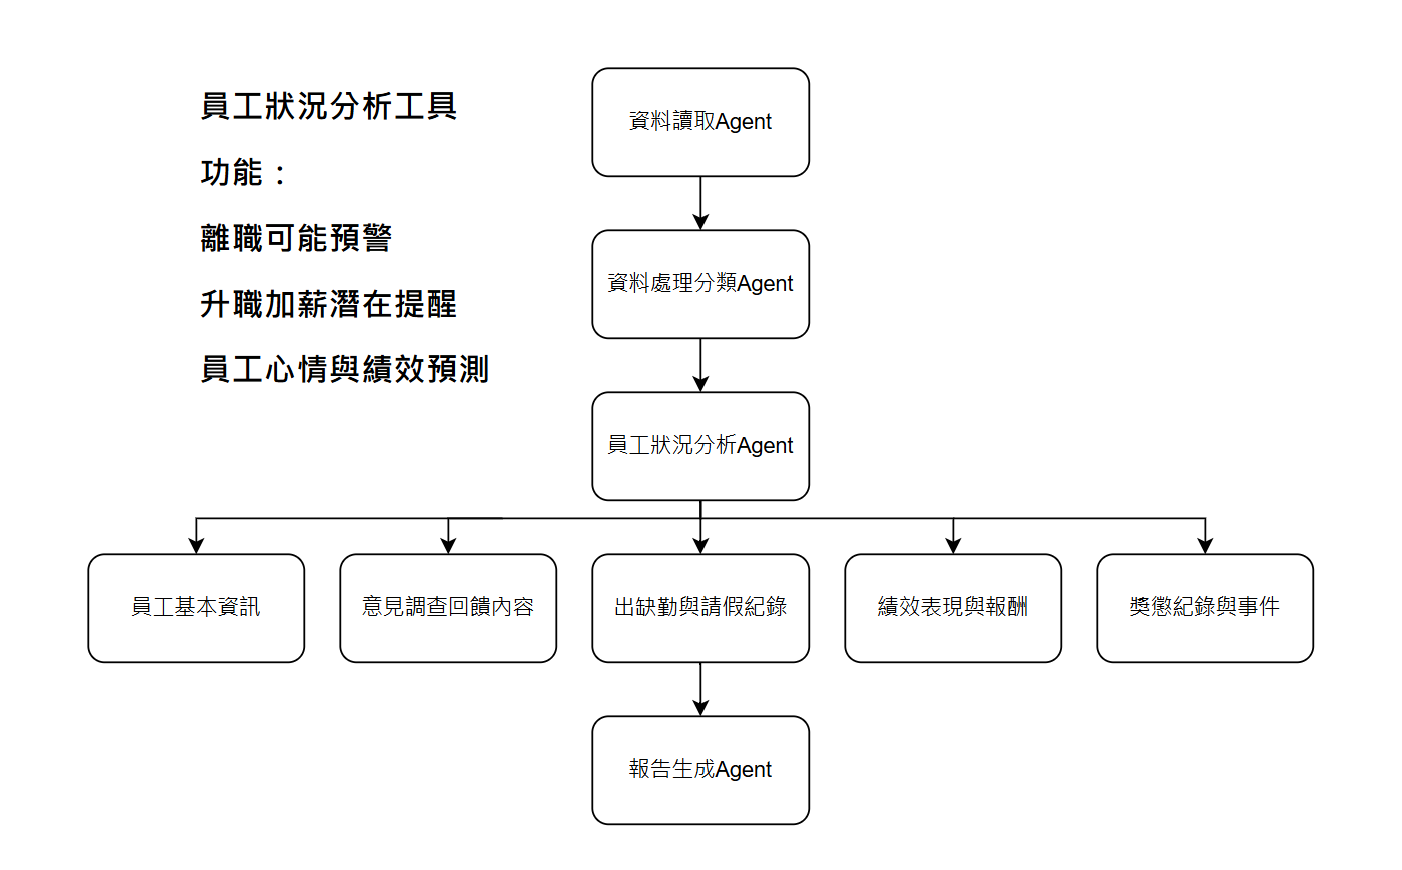 員工狀況分析工具
功能：
離職可能預警
升職加薪潛在提醒
員工心情與績效預測
資料讀取Agent
資料處理分類Agent
員工狀況分析Agent
員工基本資訊
意見調查回饋內容
出缺勤與請假紀錄
績效表現與報酬
獎懲紀錄與事件
報告生成Agent